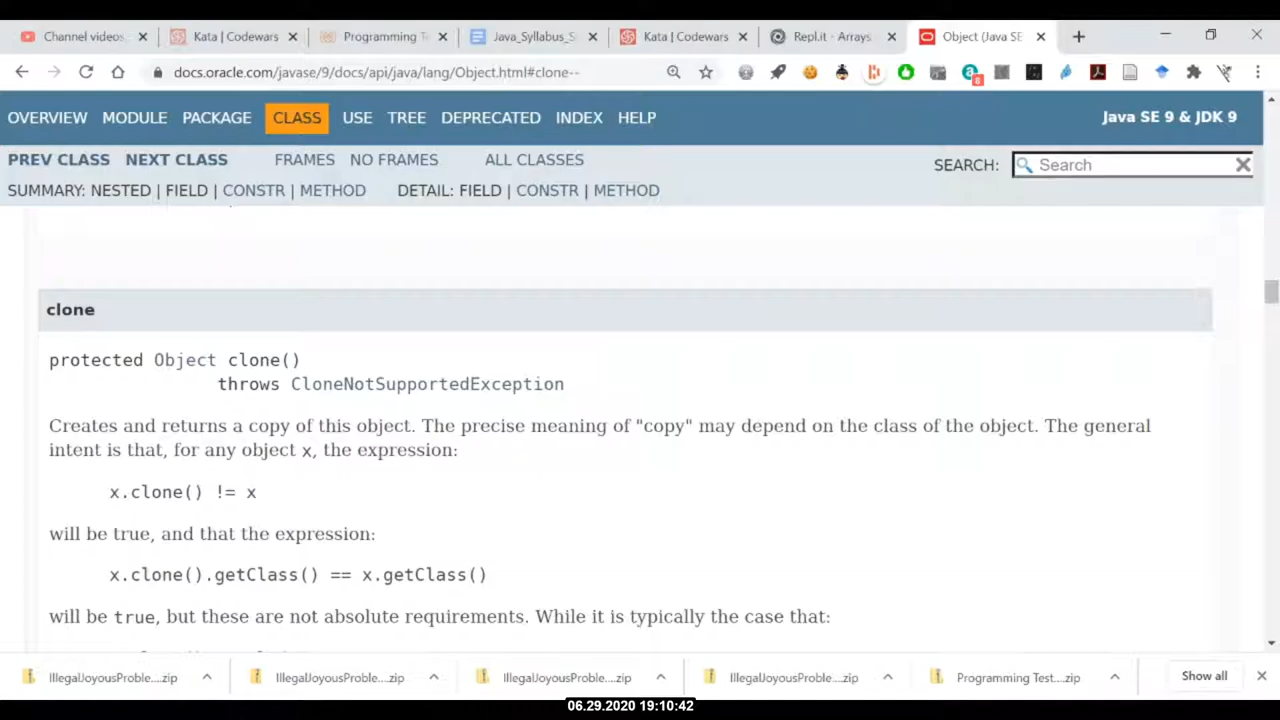 Channel videos
Kata | Codewars
Programming Te
Java_Syllabus_S
Kata | Codewars
Repl.it - Arrays
Object (Java SE
docs.oracle.com/javase/9/docs/api/java/lang/Object.html#clone--
8
OVERVIEW MODULE PACKAGE CLASS USE TREE DEPRECATED INDEX HELP
Java SE 9 & JDK 9
PREV CLASS NEXT CLASS FRAMES NO FRAMES ALL CLASSES
SEARCH: Search
SUMMARY: NESTED | FIELD | CONSTR | METHOD DETAIL: FIELD | CONSTR | METHOD
clone
protected Object clone()
throws CloneNotSupportedException
Creates and returns a copy of this object. The precise meaning of "copy" may depend on the class of the object. The general
intent is that, for any object x, the expression:
x.clone() != x
will be true, and that the expression:
x.clone().getClass() == x.getClass()
will be true, but these are not absolute requirements. While it is typically the case that:
IllegalJoyousProble....zip
IllegalJoyousProble....zip
IllegalJoyousProble....zip
IllegalJoyousProble....zip
Programming Test....zip
Show all
06.29.2020 19:10:42